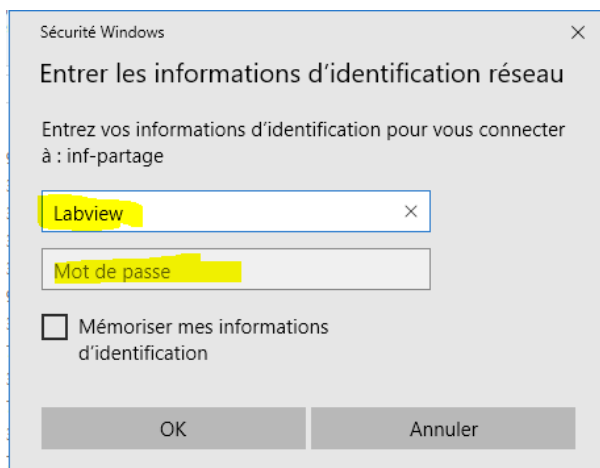 Sécurité Windows
Entrer les informations d'identification réseau
Entrez vos informations d'identification pour vous connecter
à : inf-partage
Labview
Mot de passe
Mémoriser mes informations
d'identification
OK
Annuler